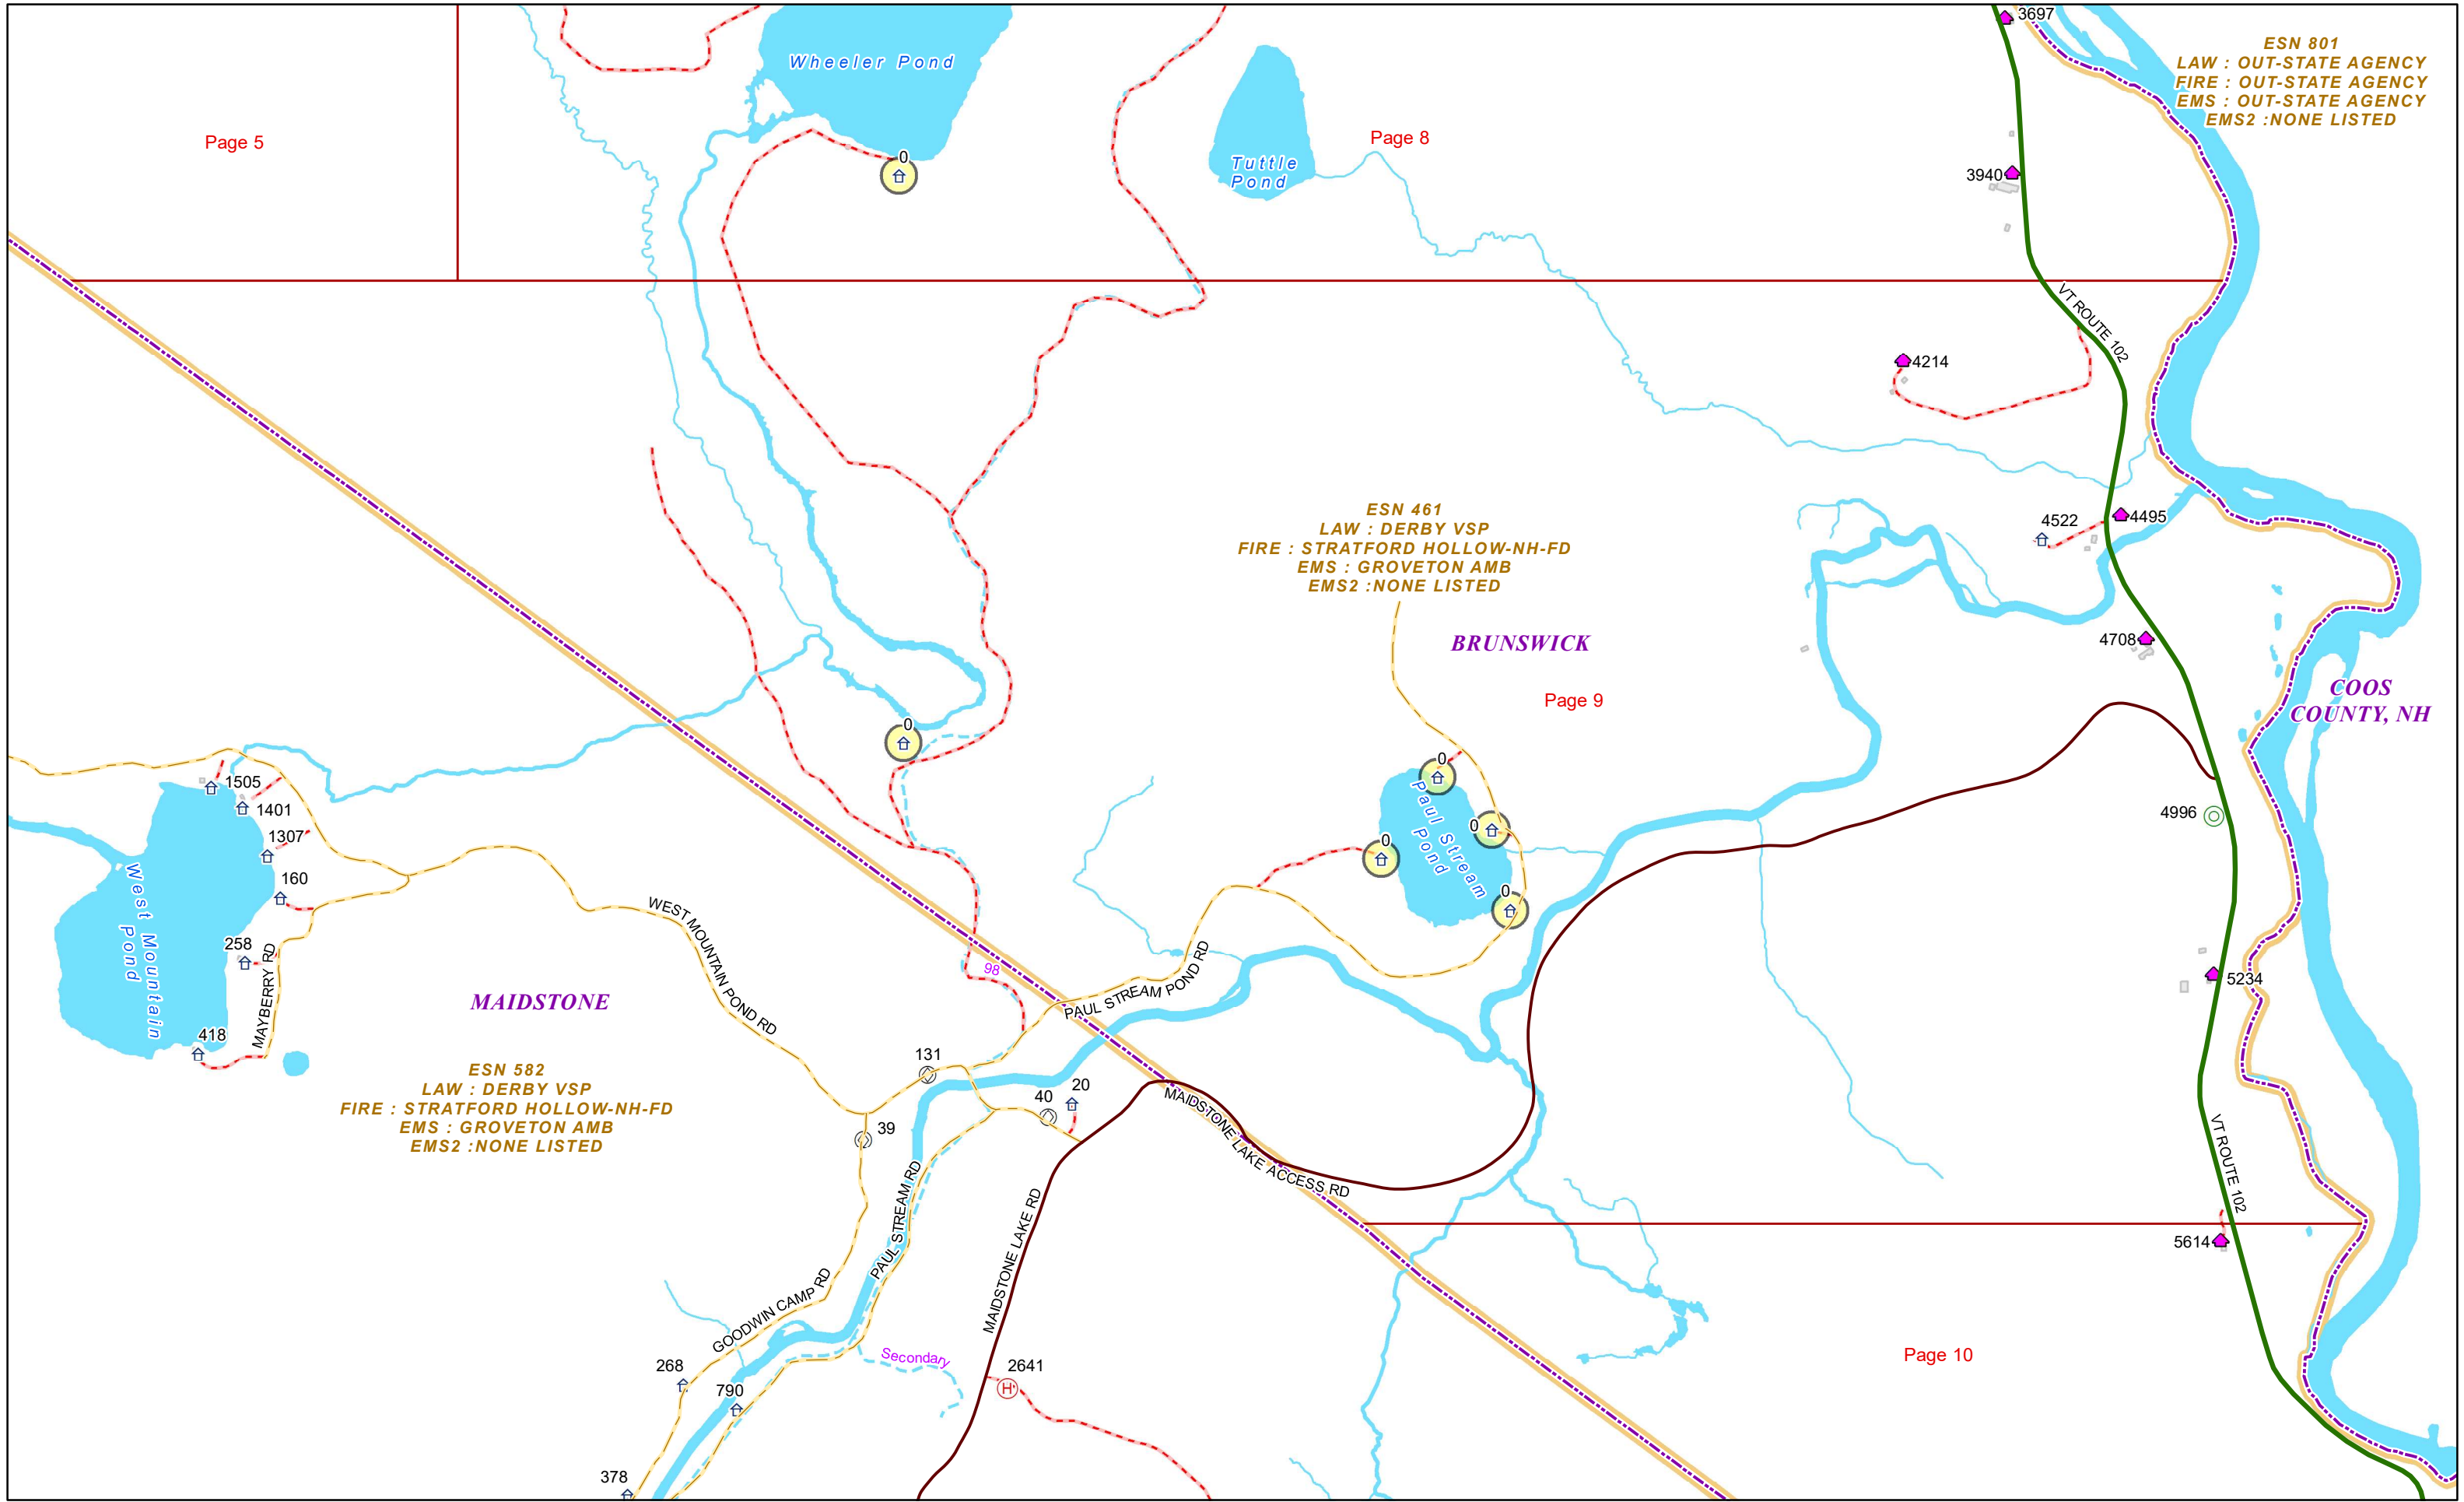 3697
ESN 801
LAW : OUT-STATE AGENCY
FIRE : OUT-STATE AGENCY
EMS : OUT-STATE AGENCY
EMS2 :NONE LISTED
Wheeler Pond
Page 5
Page 8
0
Tuttle
Pond
3940
VT ROUTE 102
4214
ESN 461
LAW : DERBY VSP
FIRE : STRATFORD HOLLOW-NH-FD
EMS : GROVETON AMB
EMS2 :NONE LISTED
4522
4495
BRUNSWICK
4708
Page 9
COOS
COUNTY, NH
0
0
0
0
0
Paul Stream
Pond
1505
1401
1307
160
258
418
West Mountain
Pond
MAYBERRY RD
4996
WEST MOUNTAIN POND RD
98
PAUL STREAM POND RD
5234
MAIDSTONE
ESN 582
LAW : DERBY VSP
FIRE : STRATFORD HOLLOW-NH-FD
EMS : GROVETON AMB
EMS2 :NONE LISTED
131
40
20
39
MAIDSTONE LAKE ACCESS RD
VT ROUTE 102
PAUL STREAM RD
MAIDSTONE LAKE RD
GOODWIN CAMP RD
5614
Secondary
268
2641
Page 10
790
378